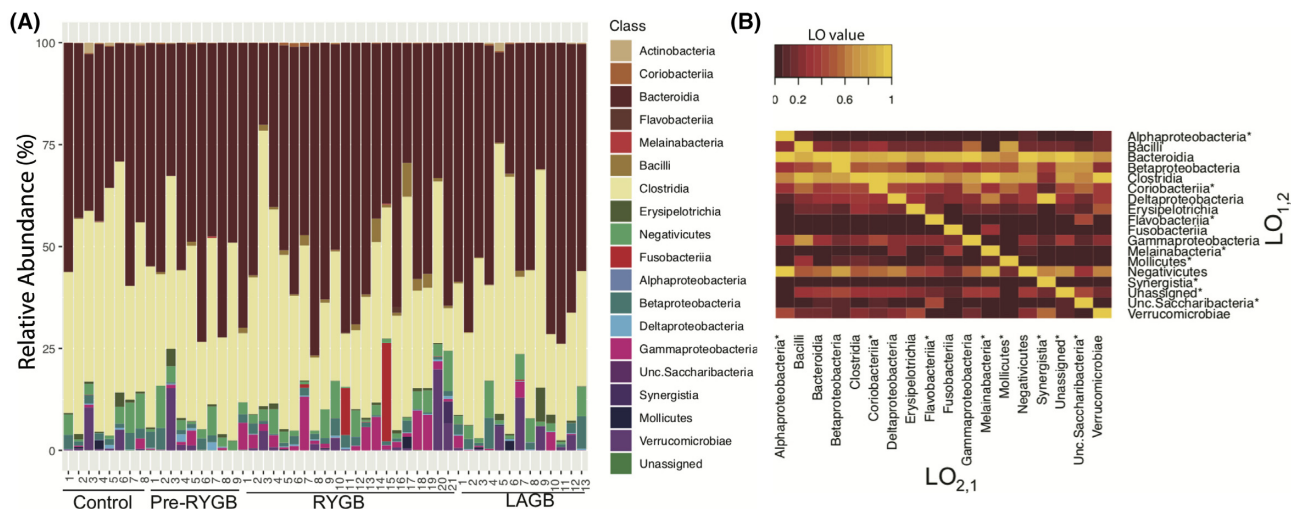 (A)
Relative Abundance (%)
100
75
50
25
0
1 2 3 4 5 6 7 8 1 2 3 4 5 6 7 8 9 1 2 3 4 5 6 7 8 9 10 11 12 13 14 15 16 17 18 19 20 21 1 2 3 4 5 6 7 8 9 10 11 12 13
Control Pre-RYGB RYGB LAGB
Class
Actinobacteria
Coriobacteriia
Bacteroidia
Flavobacteriia
Melainabacteria
Bacilli
Clostridia
Erysipelotrichia
Negativicutes
Fusobacteriia
Alphaproteobacteria
Betaproteobacteria
Deltaproteobacteria
Gammaproteobacteria
Unc.Saccharibacteria
Synergistia
Mollicutes
Verrucomicrobiae
Unassigned
(B)
LO value
0 0.2 0.6 1
Alphaproteobacteria*
Bacilli
Bacteroidia
Betaproteobacteria
Clostridia
Coriobacteriia*
Deltaproteobacteria
Erysipelotrichia
Flavobacteriia*
Fusobacteriia
Gammaproteobacteria
Melainabacteria*
Mollicutes*
Negativicutes
Synergistia*
Unassigned*
Unc.Saccharibacteria*
Verrucomicrobiae
LO1,2
Alphaproteobacteria*
Bacilli
Bacteroidia
Betaproteobacteria
Clostridia
Coriobacteriia*
Deltaproteobacteria
Erysipelotrichia
Flavobacteriia*
Fusobacteriia
Gammaproteobacteria
Melainabacteria*
Mollicutes*
Negativicutes
Synergistia*
Unassigned*
Unc.Saccharibacteria*
Verrucomicrobiae
LO2,1